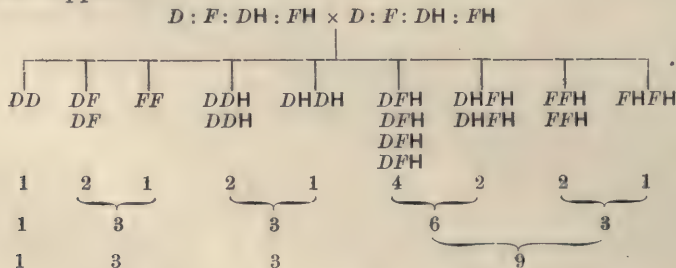 D : F : DH : FH × D : F : DH : FH
DD DF FF DDH DHDH DFH DHFH FFH FHFH
DF DDH DFH DHFH FFH
DFH
DFH
1 2 1 2 1 4 2 2 1
1 3 3 6 3
1 3 3 9